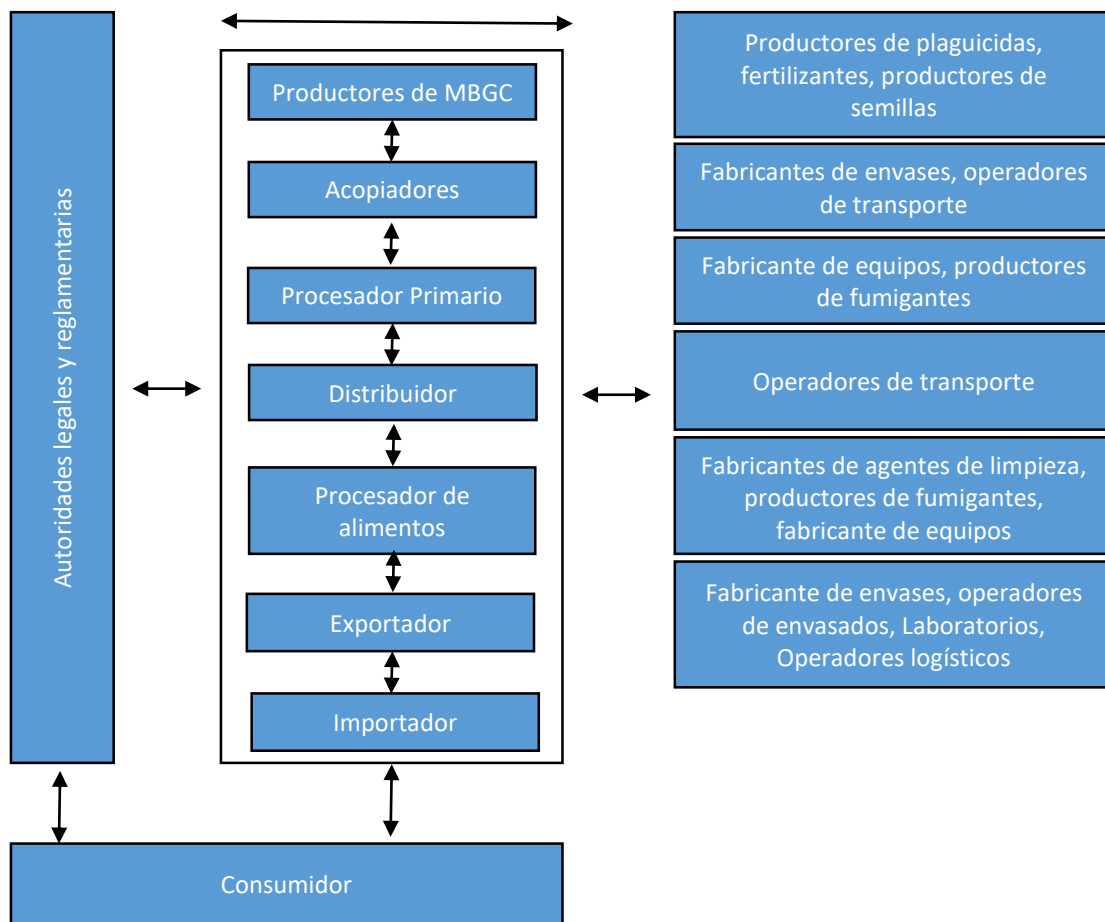 Autoridades legales y reglamentarias
Productores de MBGC
Acopiadores
Procesador Primario
Distribuidor
Procesador de
alimentos
Exportador
Importador
Productores de plaguicidas,
fertilizantes, productores de
semillas
Fabricantes de envases, operadores
de transporte
Fabricante de equipos, productores
de fumigantes
Operadores de transporte
Fabricantes de agentes de limpieza,
productores de fumigantes,
fabricante de equipos
Fabricante de envases, operadores
de envasados, Laboratorios,
Operadores logísticos
Consumidor